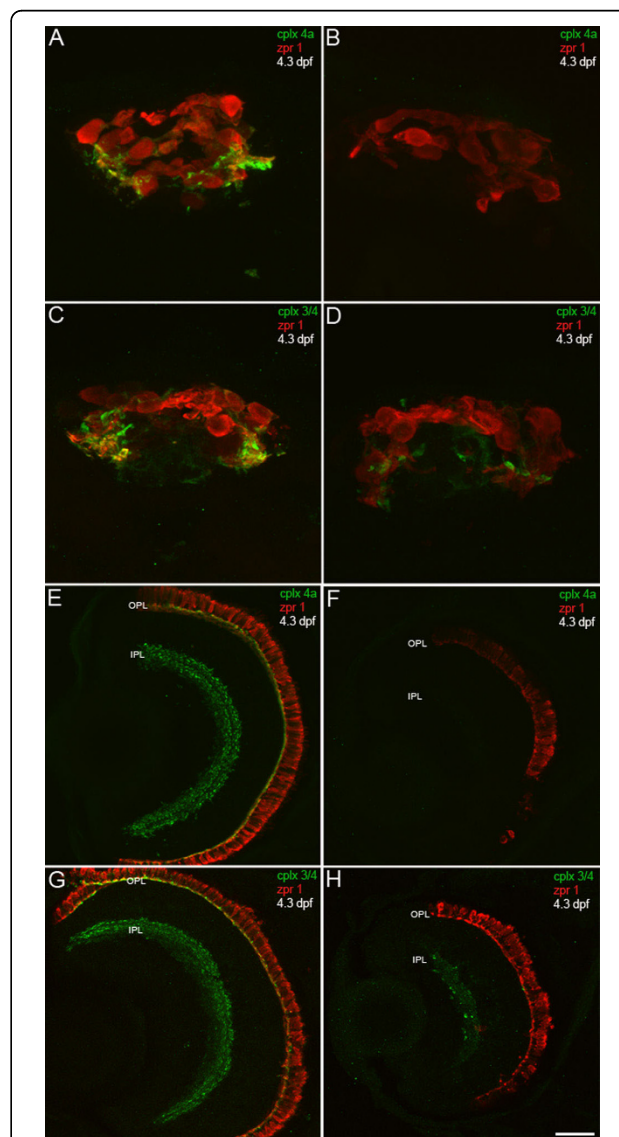 A
cplx 4a
zpr 1
4.3 dpf
B
cplx 4a
zpr 1
4.3 dpf
C
cplx 3/4
zpr 1
4.3 dpf
D
cplx 3/4
zpr 1
4.3 dpf
E
cplx 4a
zpr 1
4.3 dpf
OPL
IPL
F
cplx 4a
zpr 1
4.3 dpf
OPL
IPL
G
cplx 3/4
zpr 1
4.3 dpf
OPL
IPL
H
cplx 3/4
zpr 1
4.3 dpf
OPL
IPL